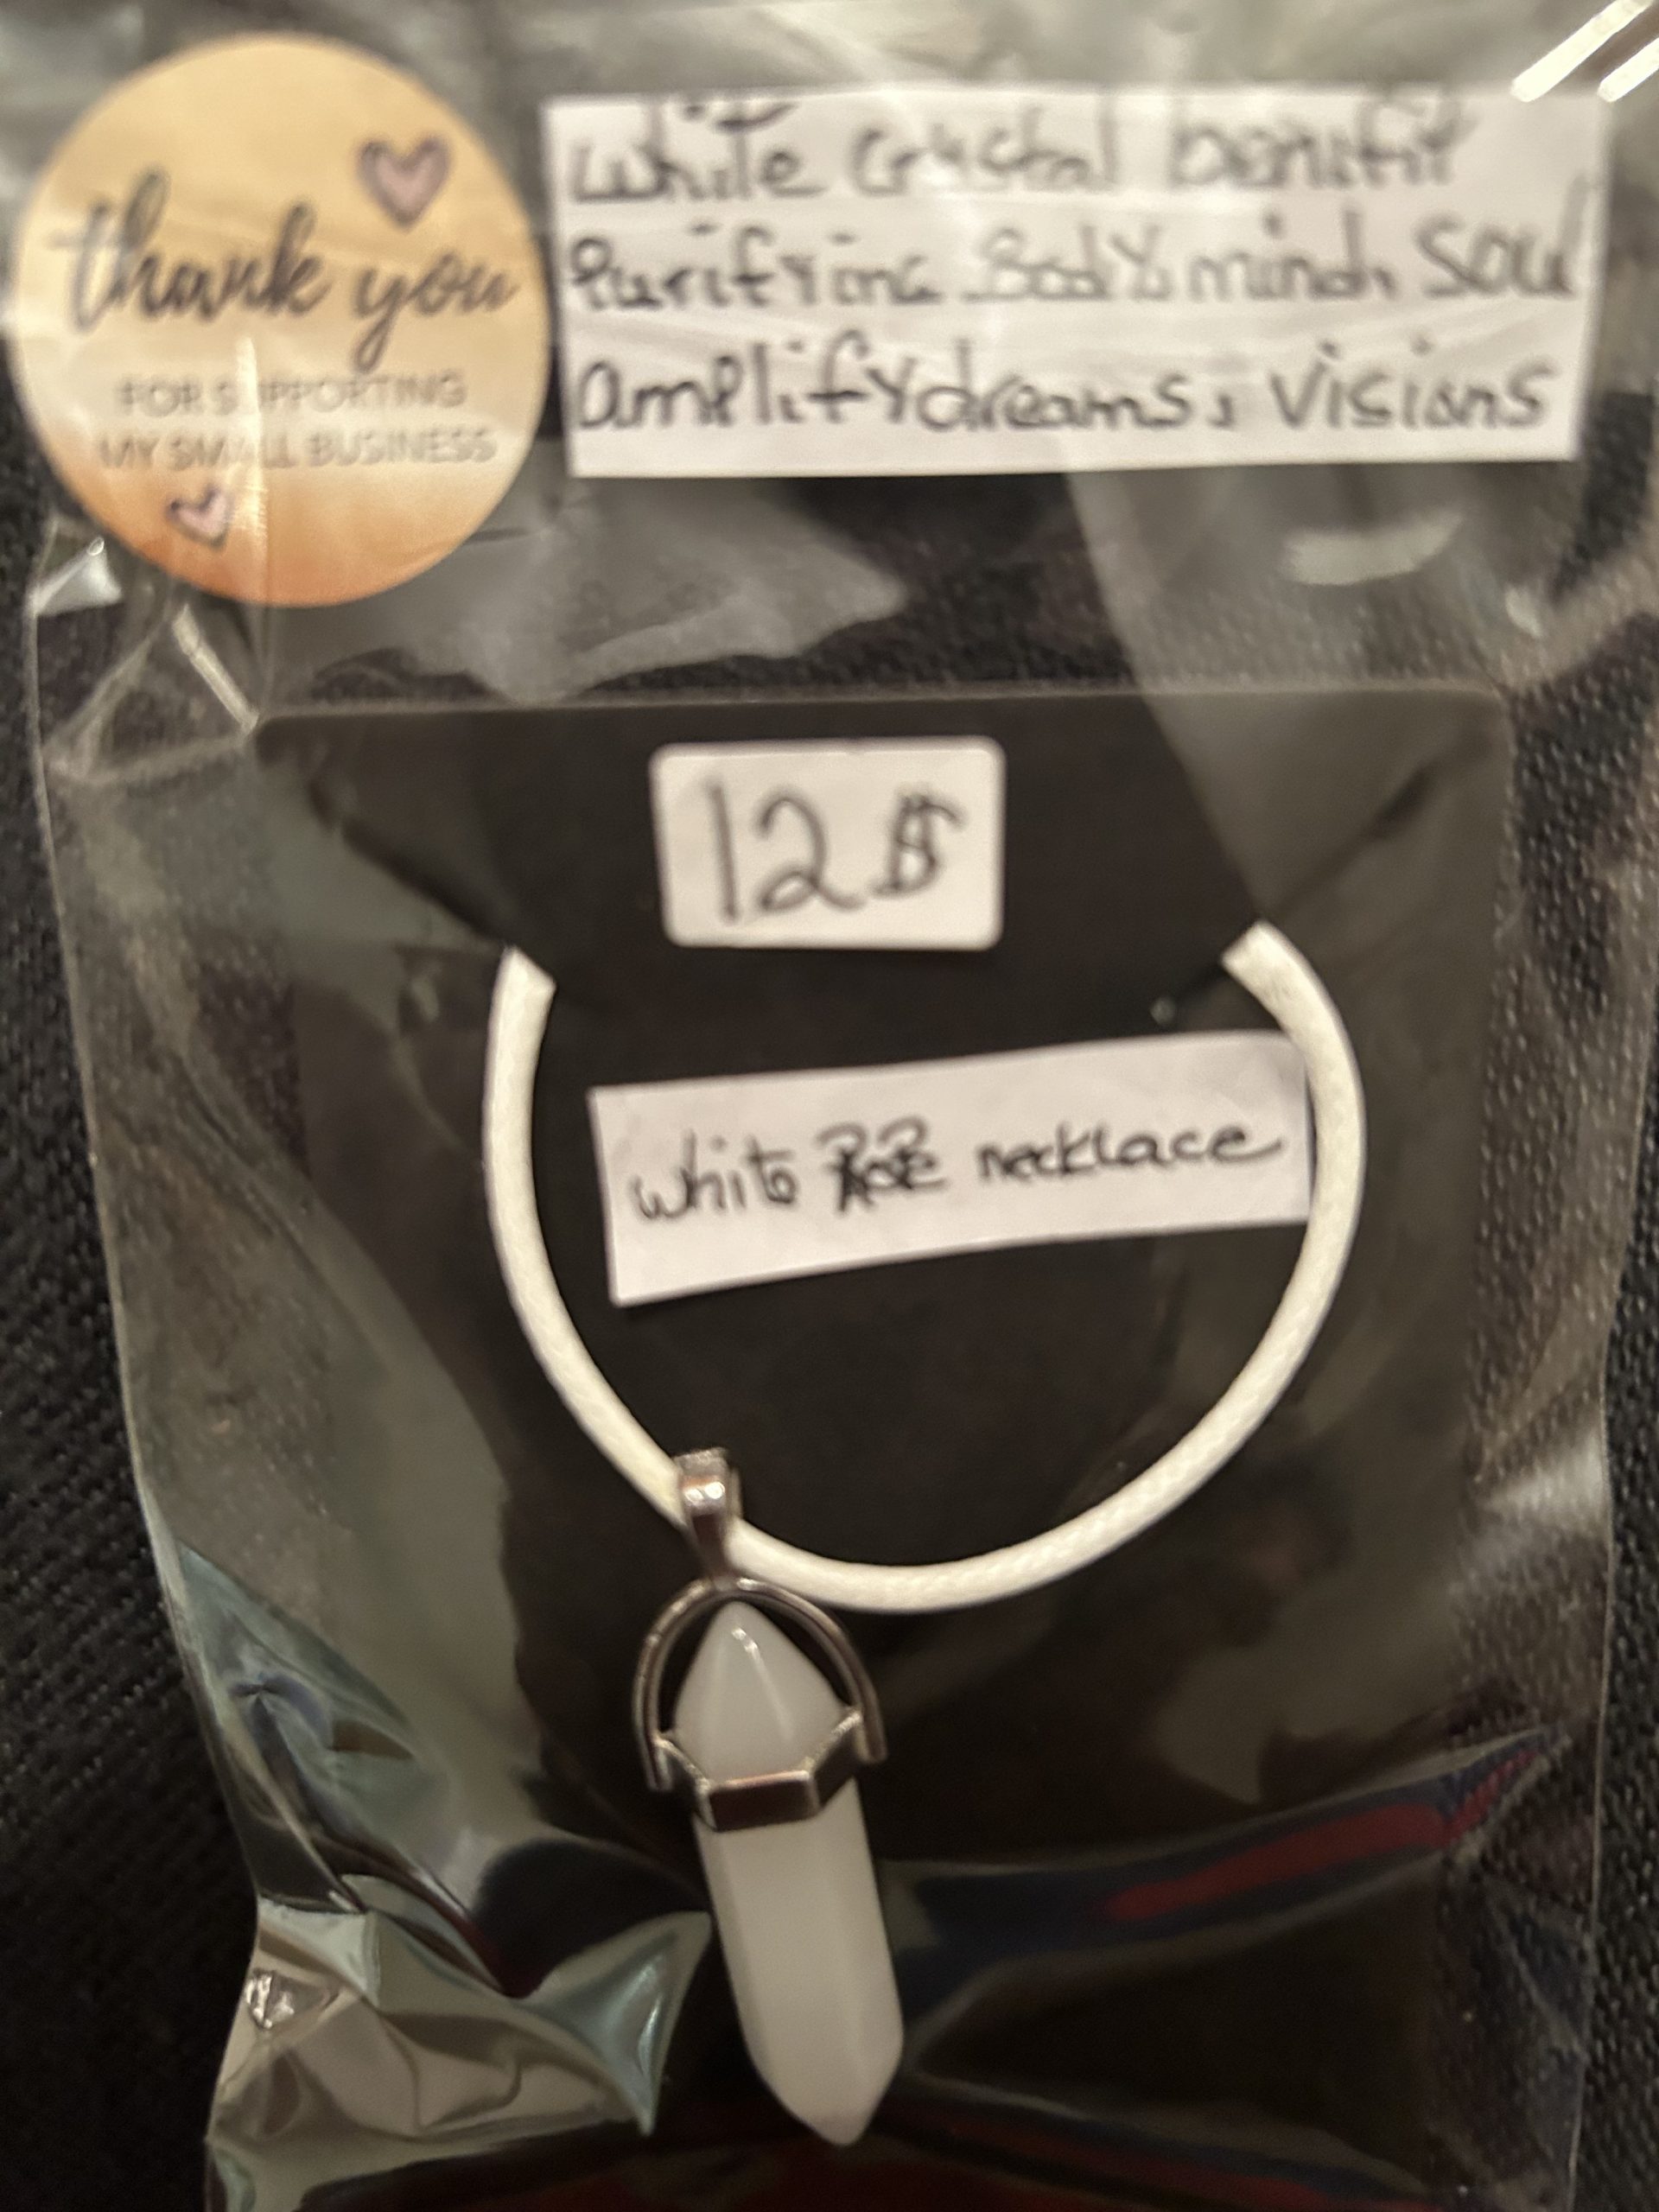 thank you
FOR SUPPORTING
MY SMALL BUSINESS
White Crystal benifit
Purifying Body, mind, Soul
amplify dreams, visions
12$
white necklace